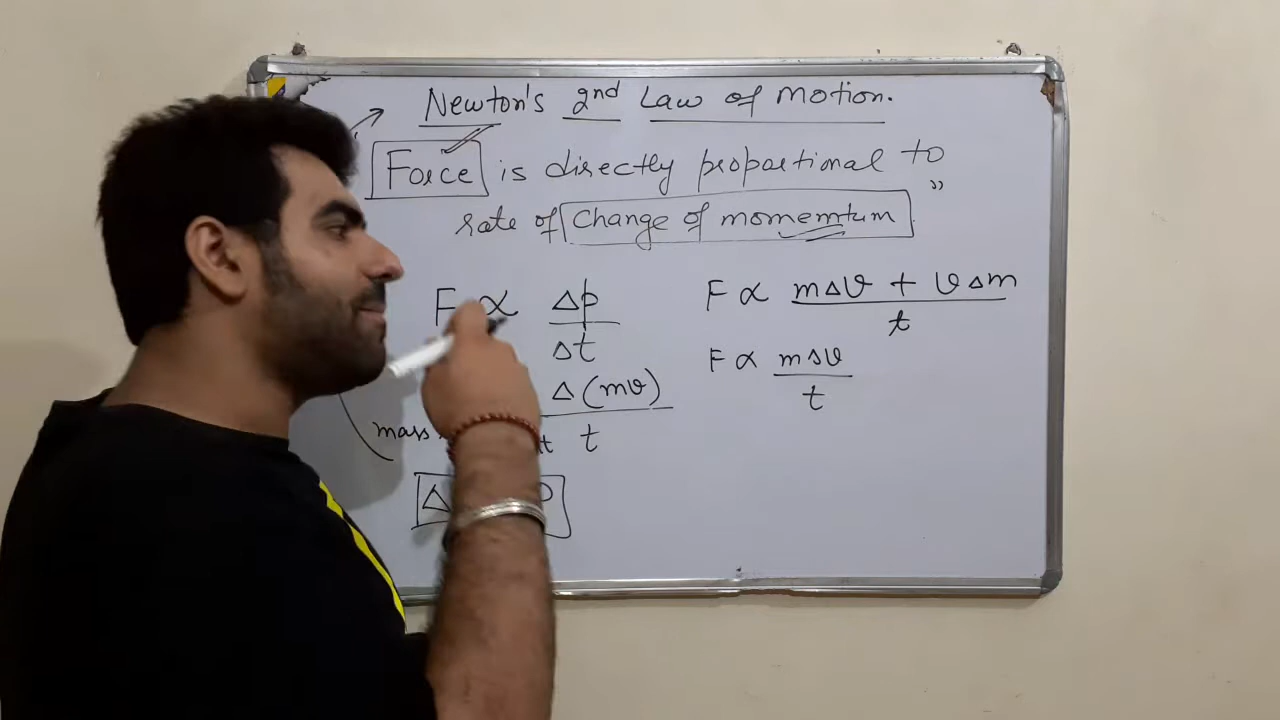 Newton's 2nd Law of motion.
Force is directly proportional to
rate of change of momemtum "
F ∝ Δp
Δt
Δ(mv)
t
mass
Δ
F ∝ mΔv + vΔm
t
F ∝ mΔv
t